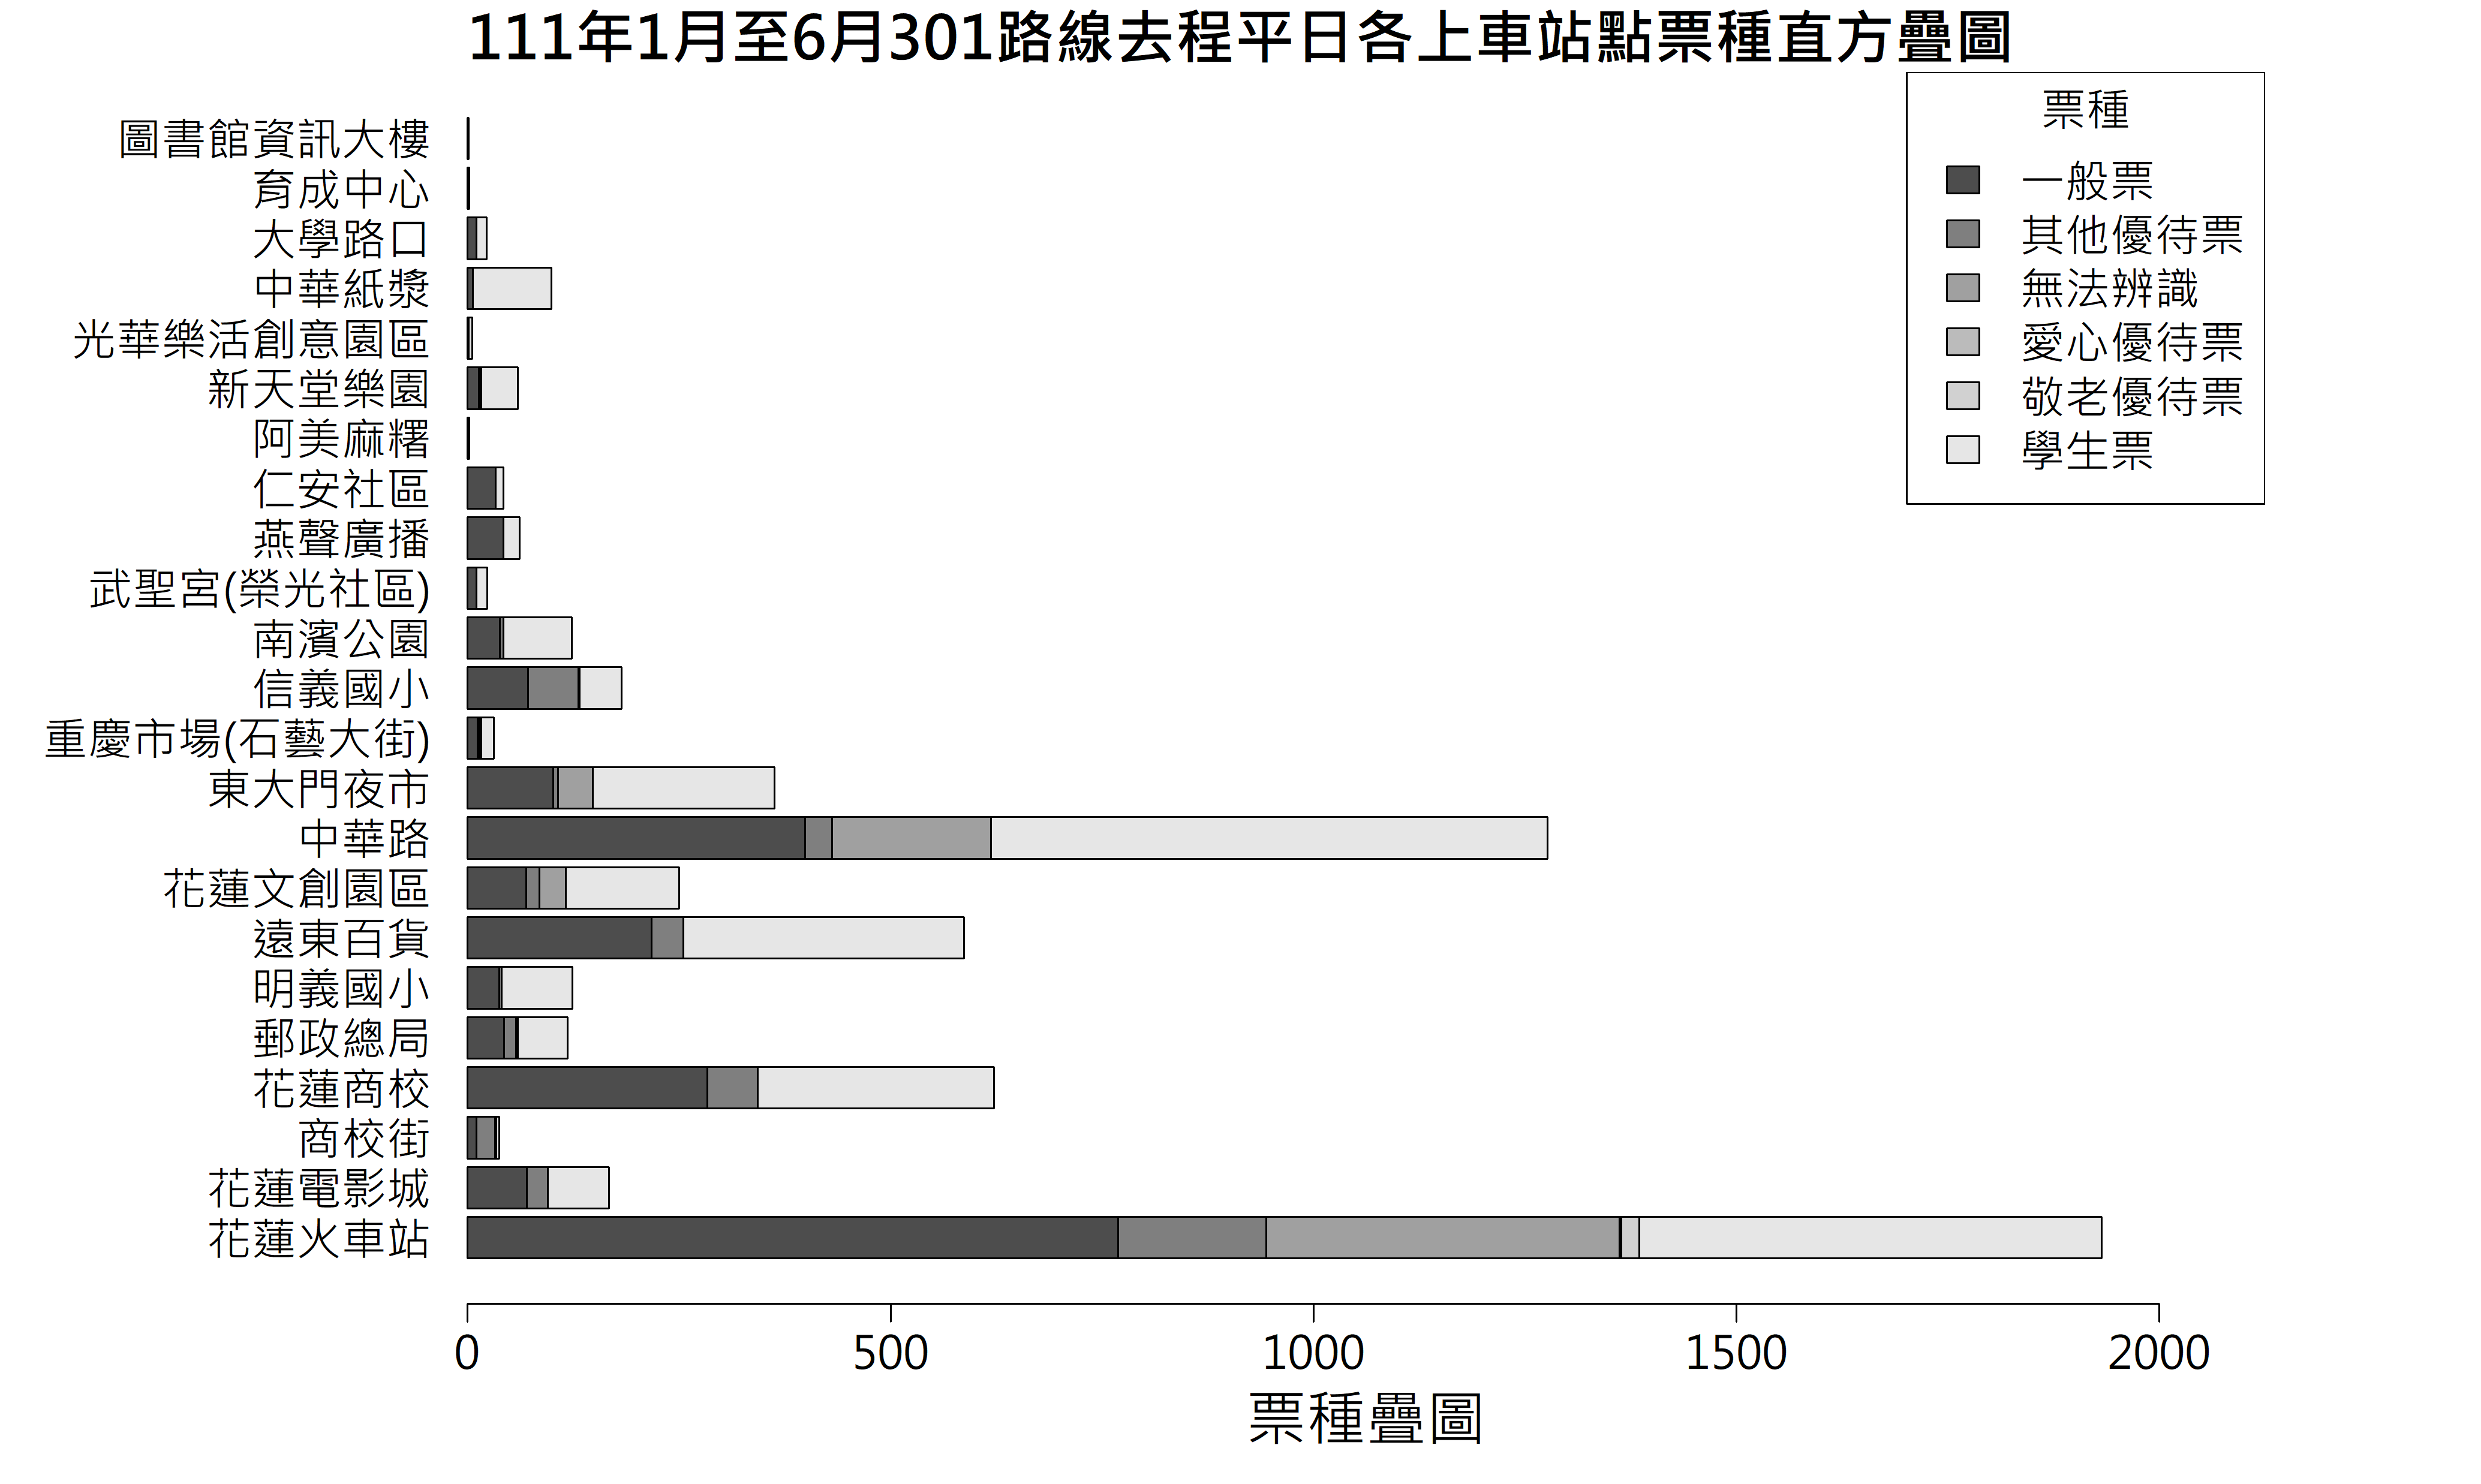 111年1月至6月301路線去程平日各上車站點票種直方疊圖
票種
一般票
其他優待票
無法辨識
愛心優待票
敬老優待票
學生票
圖書館資訊大樓
育成中心
大學路口
中華紙漿
光華樂活創意園區
新天堂樂園
阿美麻糬
仁安社區
燕聲廣播
武聖宮(榮光社區)
南濱公園
信義國小
重慶市場(石藝大街)
東大門夜市
中華路
花蓮文創園區
遠東百貨
明義國小
郵政總局
花蓮商校
商校街
花蓮電影城
花蓮火車站
0 500 1000 1500 2000
票種疊圖